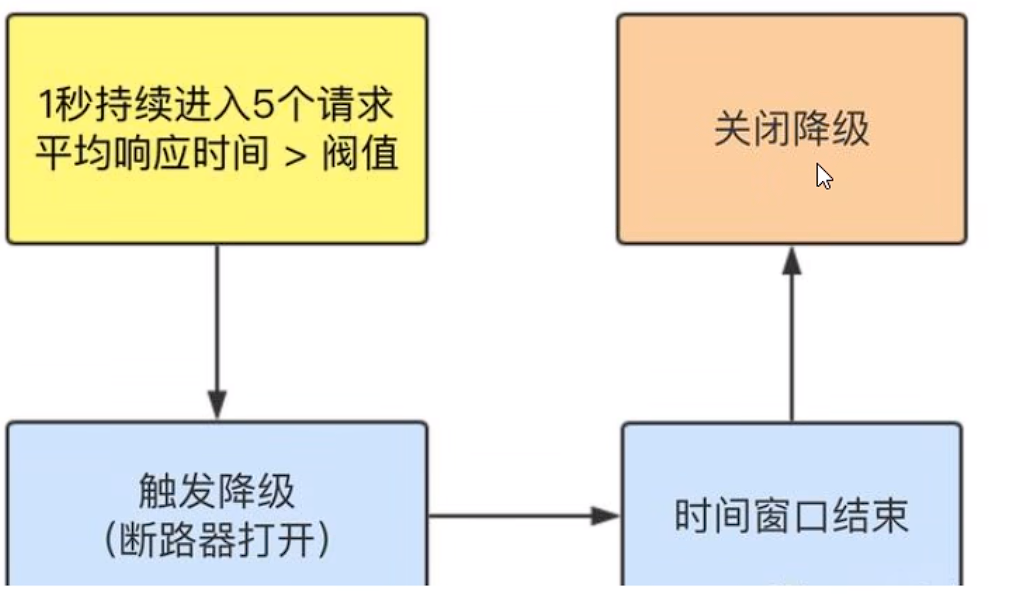 1秒持续进入5个请求
平均响应时间 > 阀值
关闭降级
触发降级
(断路器打开)
时间窗口结束